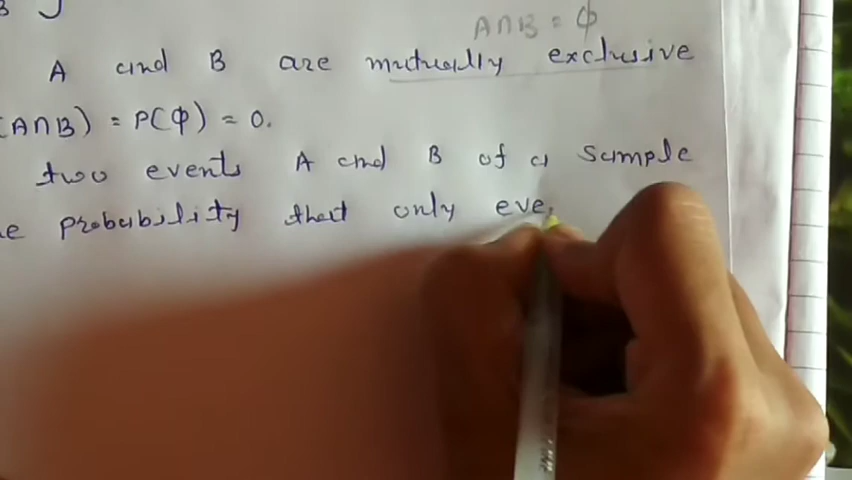 A∩B = ϕ
A and B are mutually exclusive
(A∩B) = P(ϕ) = 0.
two events A and B of a sample
probability that only eve